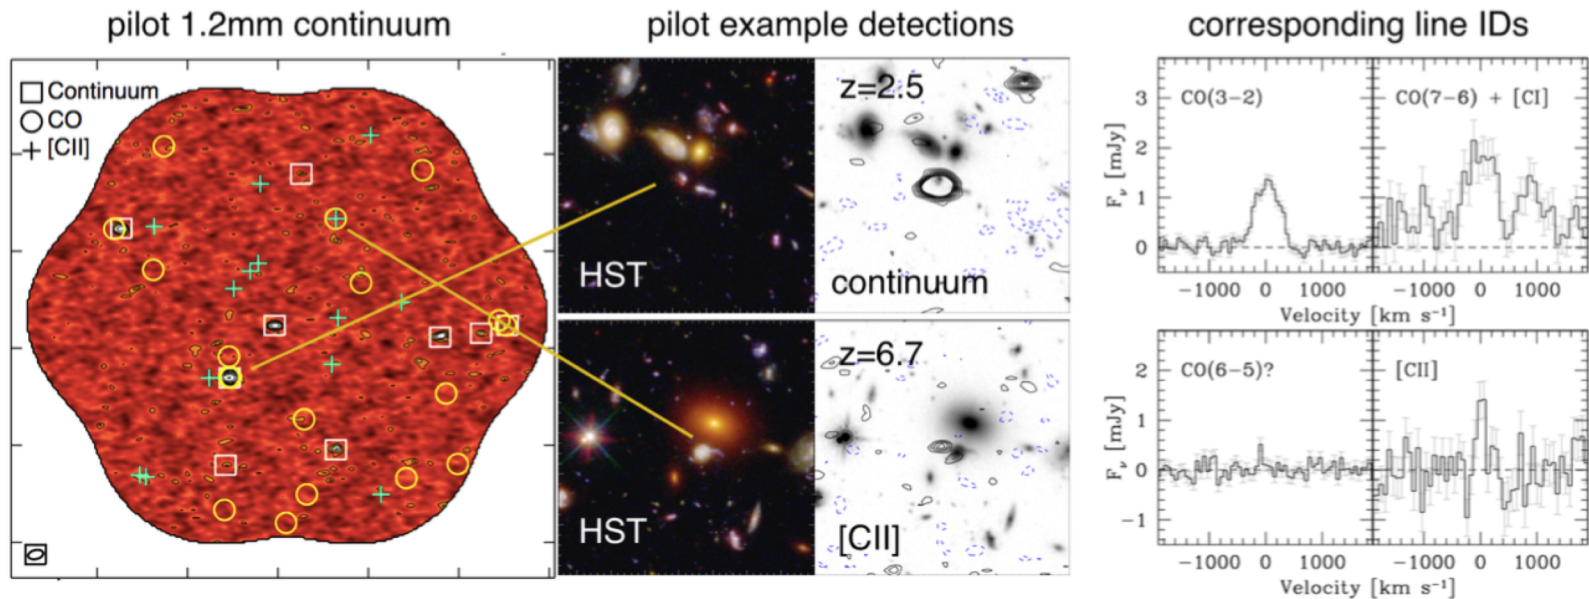 pilot 1.2mm continuum
pilot example detections
corresponding line IDs
Continuum
CO
[CII]
HST
z=2.5
continuum
HST
z=6.7
[CII]
CO(3-2)
CO(7-6) + [CI]
3
2
1
0
Fν [mJy]
-1000 0 1000
-1000 0 1000
Velocity [km s⁻¹]
CO(6-5)?
[CII]
2
1
0
-1
Fν [mJy]
-1000 0 1000
-1000 0 1000
Velocity [km s⁻¹]